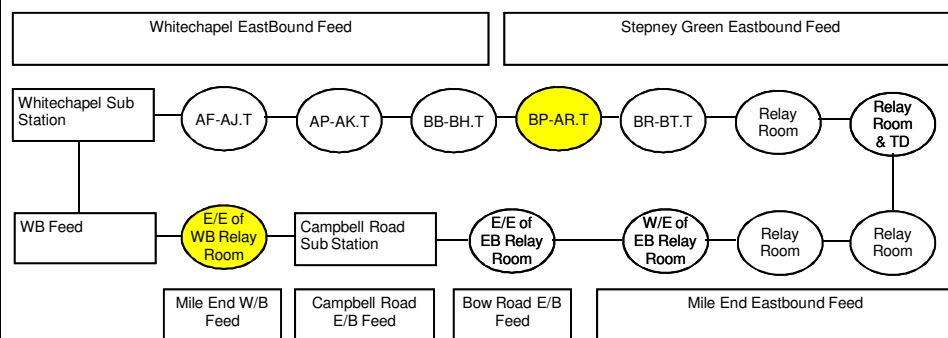 Whitechapel EastBound Feed
Stepney Green Eastbound Feed
Whitechapel Sub
Station
AF-AJ.T
AP-AK.T
BB-BH.T
BP-AR.T
BR-BT.T
Relay
Room
Relay
Room
& TD
WB Feed
E/E of
WB Relay
Room
Campbell Road
Sub Station
E/E of
EB Relay
Room
W/E of
EB Relay
Room
Relay
Room
Relay
Room
Mile End W/B
Feed
Campbell Road
E/B Feed
Bow Road E/B
Feed
Mile End Eastbound Feed